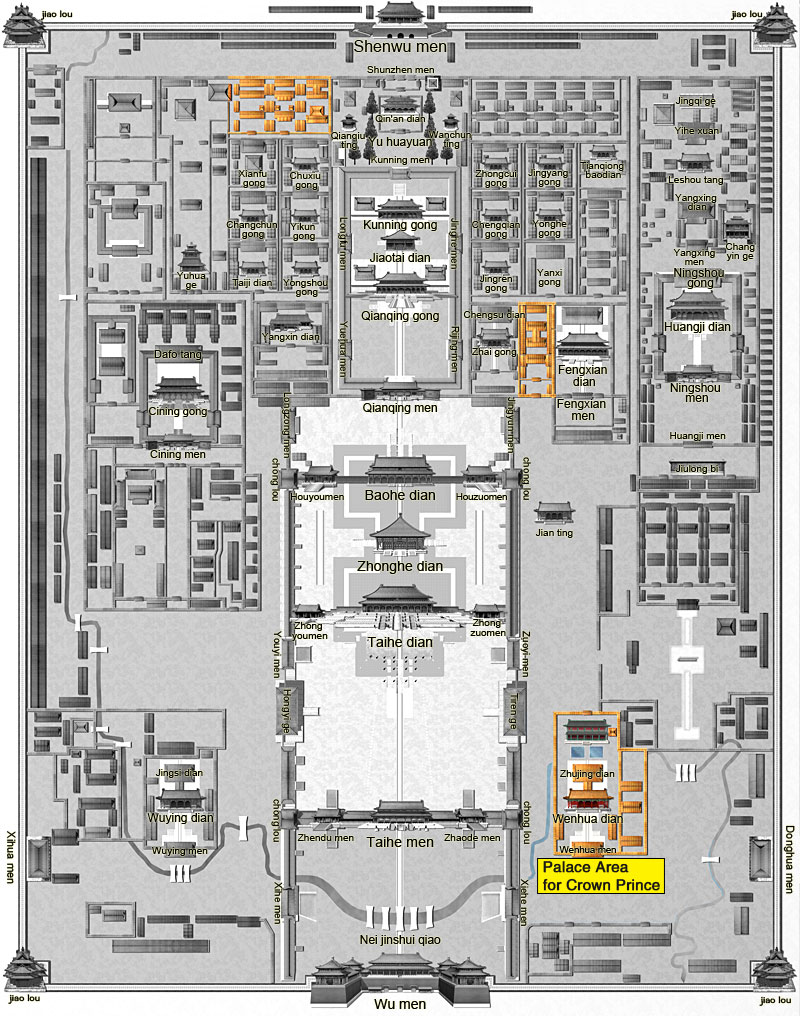 jiao lou
jiao lou
Shenwu men
Shunzhen men
Qin'an dian
Qianqiu
ting
Wanchun
ting
Yu huayuan
Kunning men
Jingqi ge
Yihe xuan
Leshou tang
Yangxing
dian
Yangxing
men
Chang
yin ge
Xianfu
gong
Chuxiu
gong
Zhongcui
gong
Jingyang
gong
Tianqiong
baodian
Changchun
gong
Yikun
gong
Longfu men
Kunning gong
Jiaotai dian
Jingren men
Chengqian
gong
Yonghe
gong
Yuhua
ge
Taiji dian
Yongshou
gong
Qianqing gong
Jingren
gong
Yanxi
gong
Ningshou
gong
Huangji dian
Yangxin dian
Yuehua men
Rijing men
Chengsu dian
Zhai gong
Fengxian
dian
Fengxian
men
Ningshou
men
Dafo tang
Cining gong
Cining men
Qianqing men
Longzong men
Jingyun men
Huangji men
Jiulong bi
chong lou
chong lou
Houyoumen
Baohe dian
Houzuomen
Jian ting
Zhonghe dian
Zhong
youmen
Taihe dian
Zhong
zuomen
Youyi men
Zuoyi men
Hongyi ge
Tiren ge
Jingsi dian
Wuying dian
Wuying men
Zhujing dian
Wenhua dian
Wenhua men
chong lou
chong lou
Zhendu men
Taihe men
Zhaode men
Xihua men
Donghua men
Palace Area
for Crown Prince
Xihe men
Xiehe men
Nei jinshui qiao
Wu men
jiao lou
jiao lou